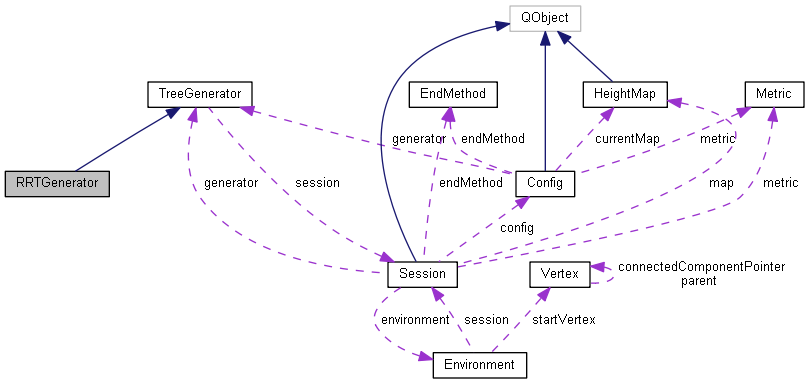 QObject
TreeGenerator
EndMethod
HeightMap
Metric
generator
endMethod
currentMap
metric
RRTGenerator
generator
session
endMethod
Config
map
metric
config
Session
Vertex
connectedComponentPointer
parent
environment
session
startVertex
Environment